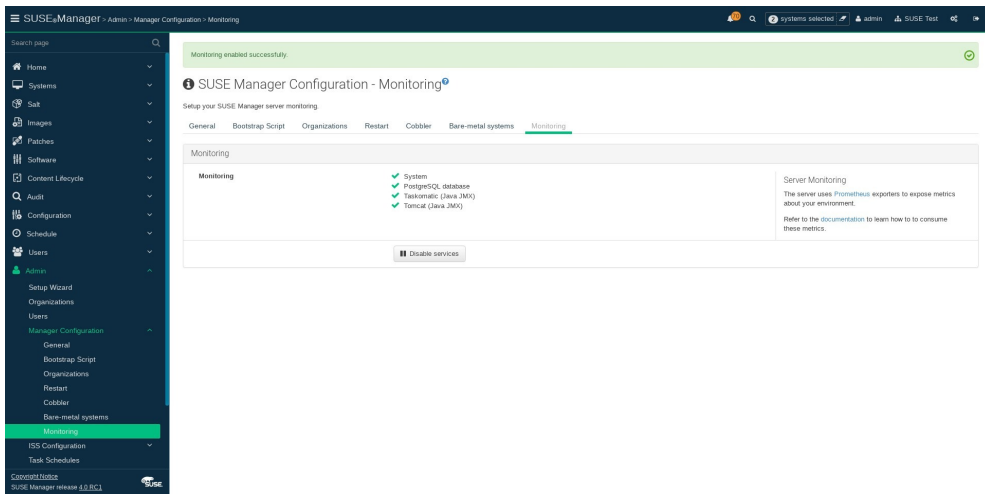 SUSE Manager > Admin > Manager Configuration > Monitoring
2 systems selected
admin
SUSE Test
Search page
Home
Systems
Salt
Images
Patches
Software
Content Lifecycle
Audit
Configuration
Schedule
Users
Admin
Setup Wizard
Organizations
Users
Manager Configuration
General
Bootstrap Script
Organizations
Restart
Cobbler
Bare-metal systems
Monitoring
ISS Configuration
Task Schedules
Copyright Notice
SUSE Manager release 4.0 RC1
SUSE
Monitoring enabled successfully.
SUSE Manager Configuration - Monitoring
Setup your SUSE Manager server monitoring.
General Bootstrap Script Organizations Restart Cobbler Bare-metal systems Monitoring
Monitoring
Monitoring
System
PostgreSQL database
Taskomatic (Java JMX)
Tomcat (Java JMX)
Disable services
Server Monitoring
The server uses Prometheus exporters to expose metrics
about your environment.
Refer to the documentation to learn how to to consume
these metrics.